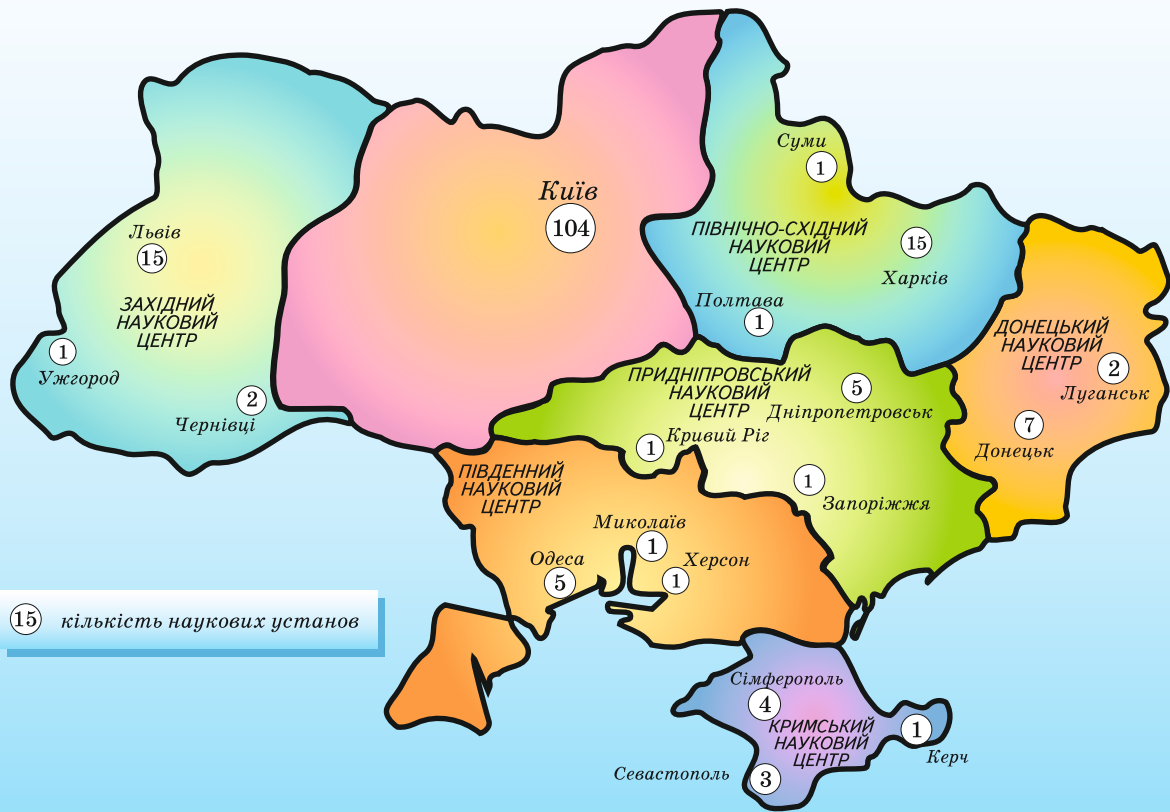 Суми
1
Київ
104
Львів
15
ПІВНІЧНО-СХІДНИЙ
НАУКОВИЙ
ЦЕНТР
15
Харків
Полтава
1
ЗАХІДНИЙ
НАУКОВИЙ
ЦЕНТР
1
Ужгород
2
Чернівці
ДОНЕЦЬКИЙ
НАУКОВИЙ
ЦЕНТР
2
Луганськ
7
Донецьк
ПРИДНІПРОВСЬКИЙ
НАУКОВИЙ
ЦЕНТР
5
Дніпропетровськ
1
Кривий Ріг
1
Запоріжжя
ПІВДЕННИЙ
НАУКОВИЙ
ЦЕНТР
Миколаїв
1
Одеса
5
Херсон
1
15 кількість наукових установ
Сімферополь
4
КРИМСЬКИЙ
НАУКОВИЙ
ЦЕНТР
1
Керч
Севастополь
3